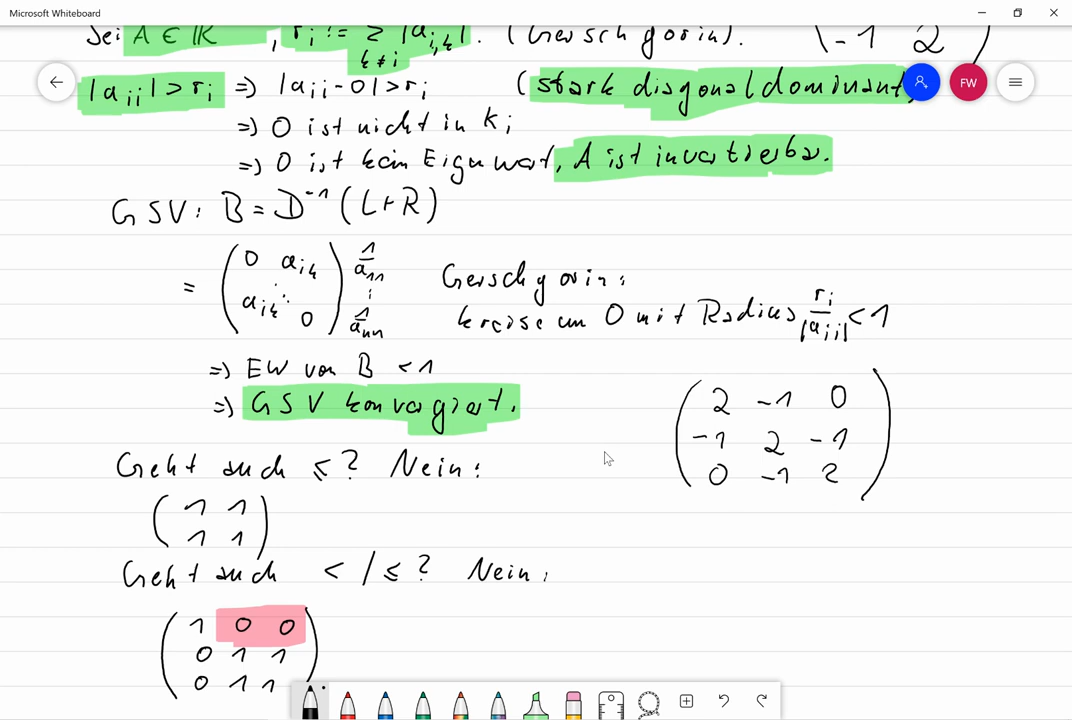 Microsoft Whiteboard
Sei A ∈ K , r_i := Σ_{k≠i} |a_{i,k}|. (Gerschgorin). -1 2
|a_ii| > r_i ⇒ |a_ii - 0| > r_i (stark diagonaldominant,
FW
⇒ 0 ist nicht in K_i
⇒ 0 ist kein Eigenwert, A ist invertierbar.
GSV: B = D^-1 (L+R)
= ( 0 a_ik a_ik 0 ) 1/a_11 ⋮ 1/a_nn
Gerschgorin:
Kreise um 0 mit Radius r_i/|a_ii| < 1
⇒ EW von B < 1
⇒ GSV konvergiert.
2 -1 0
-1 2 -1
0 -1 2
Geht auch ≤? Nein:
1 1
1 1
Geht auch < / ≤? Nein:
1 0 0
0 1 1
0 1 1